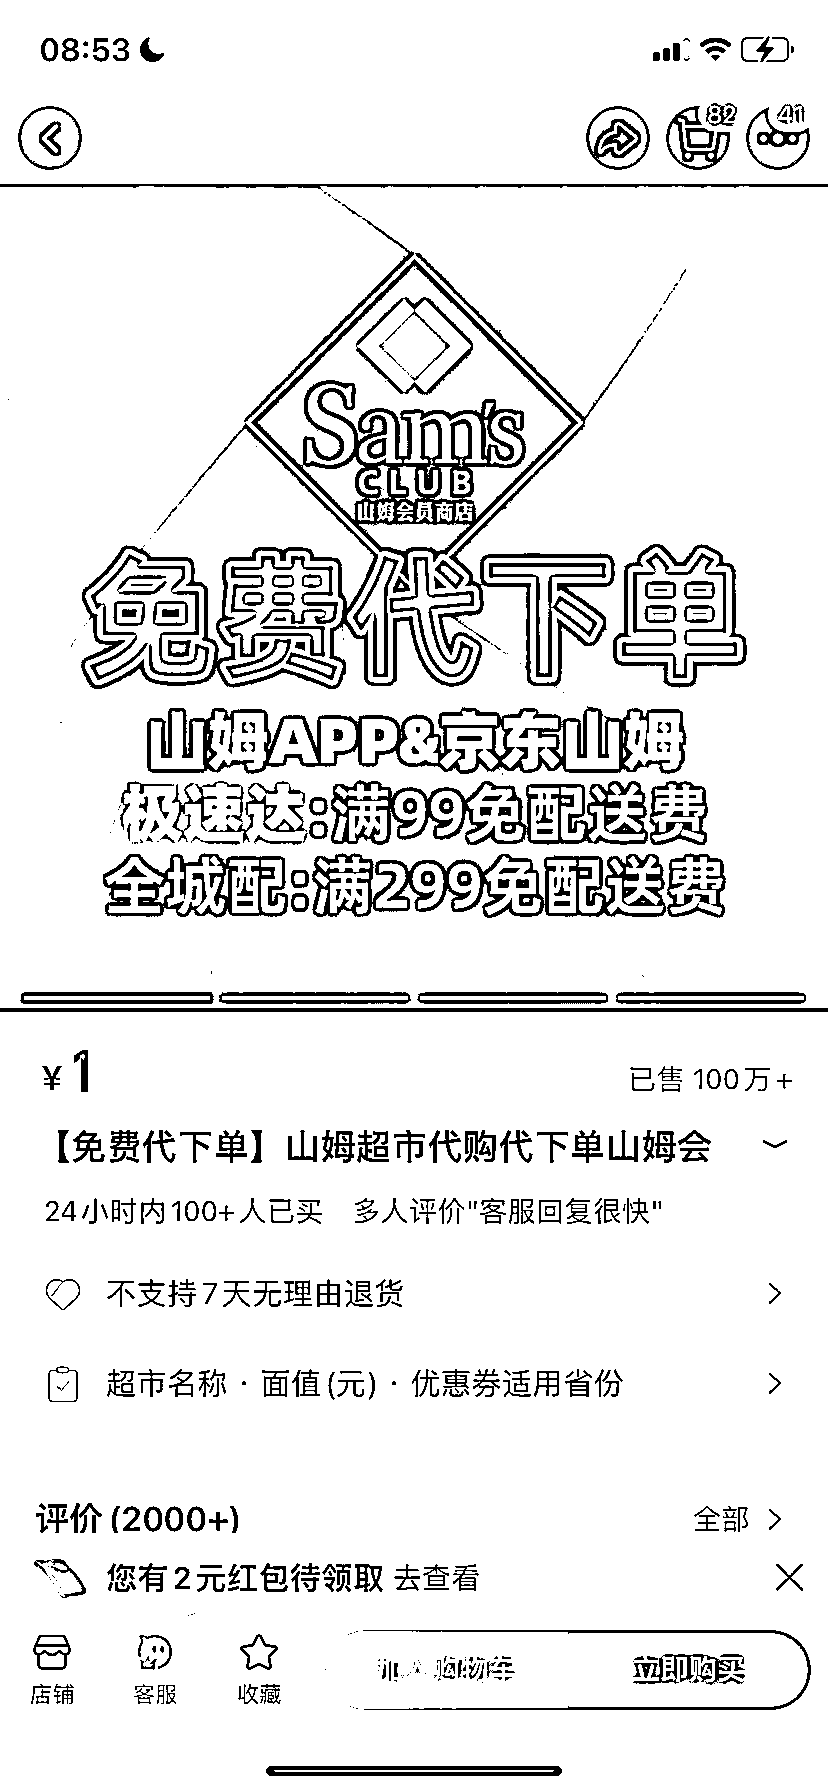 08:53
82
41
Sam's
CLUB
山姆会员商店
免费代下单
山姆APP&京东山姆
极速达:满99免配送费
全城配:满299免配送费
¥1
已售 100万+
【免费代下单】山姆超市代购代下单山姆会
24小时内100+人已买 多人评价"客服回复很快"
不支持7天无理由退货
超市名称 · 面值(元) · 优惠券适用省份
评价 (2000+)
全部
您有2元红包待领取 去查看
店铺
客服
收藏
加入购物车
立即购买